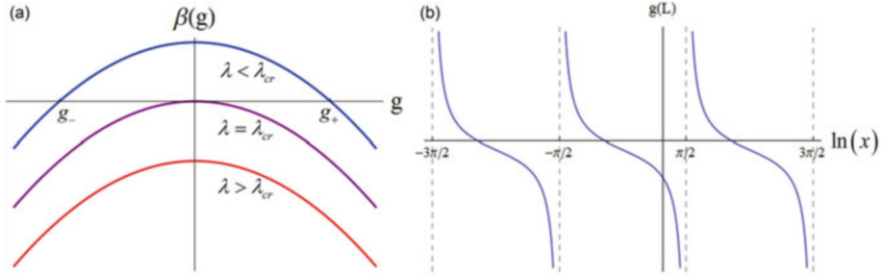 (a)
β(g)
λ < λcr
g
g₋
g₊
λ = λcr
λ > λcr
(b)
g(L)
ln(x)
−3π/2
−π/2
π/2
3π/2